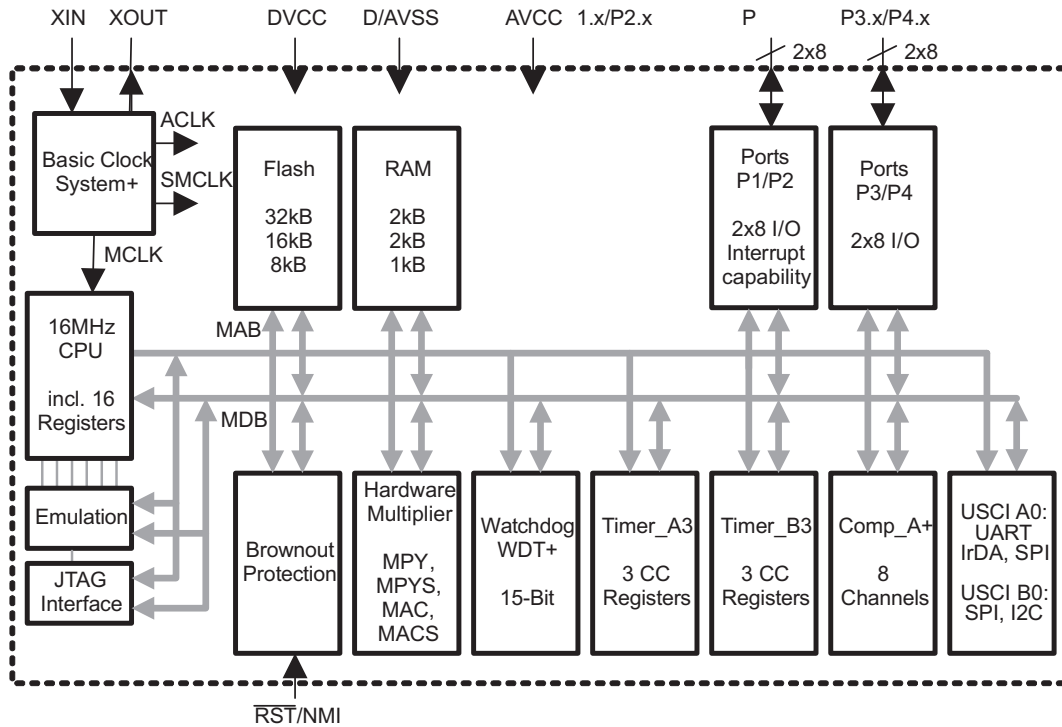 XIN XOUT DVCC D/AVSS AVCC 1.x/P2.x P P3.x/P4.x
2x8 2x8
ACLK
Basic Clock
System+
SMCLK
MCLK
Flash
32kB
16kB
8kB
RAM
2kB
2kB
1kB
Ports
P1/P2
2x8 I/O
Interrupt
capability
Ports
P3/P4
2x8 I/O
16MHz
CPU
incl. 16
Registers
MAB
MDB
Emulation
JTAG
Interface
Brownout
Protection
Hardware
Multiplier
MPY,
MPYS,
MAC,
MACS
Watchdog
WDT+
15-Bit
Timer_A3
3 CC
Registers
Timer_B3
3 CC
Registers
Comp_A+
8
Channels
USCI A0:
UART
IrDA, SPI
USCI B0:
SPI, I2C
RST/NMI